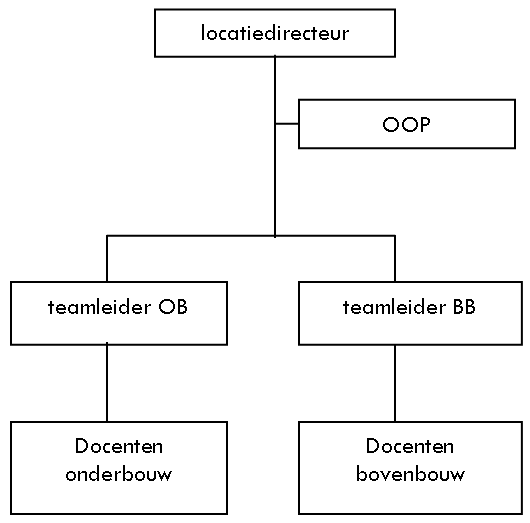 locatiedirecteur
OOP
teamleider OB
teamleider BB
Docenten
onderbouw
Docenten
bovenbouw